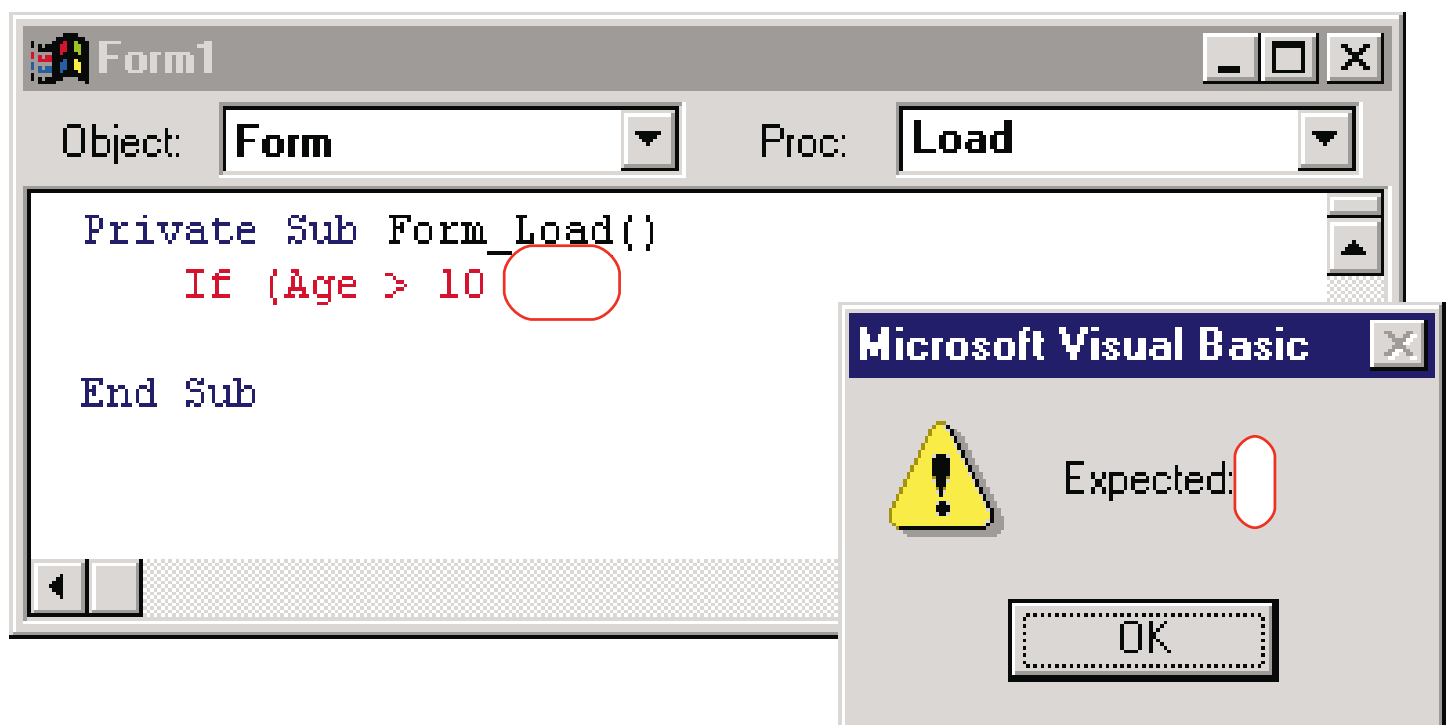 Form1
Object: Form Proc: Load
Private Sub Form_Load()
If (Age > 10
End Sub
Microsoft Visual Basic
Expected:
OK